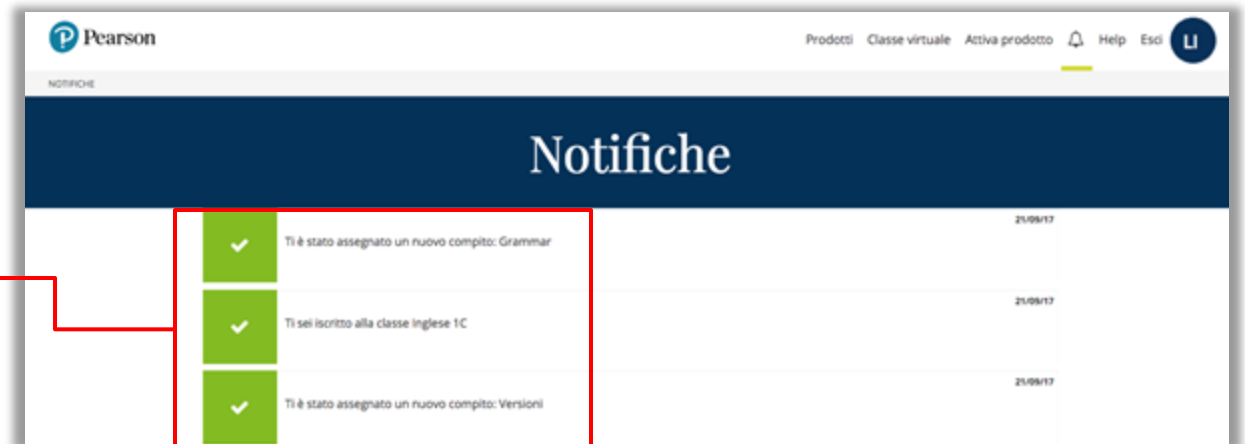 Pearson
Prodotti Classe virtuale Attiva prodotto Help Esci LI
NOTIFICHE
Notifiche
21/09/17
Ti è stato assegnato un nuovo compito: Grammar
21/09/17
Ti sei iscritto alla classe Inglese 1C
21/09/17
Ti è stato assegnato un nuovo compito: Versioni